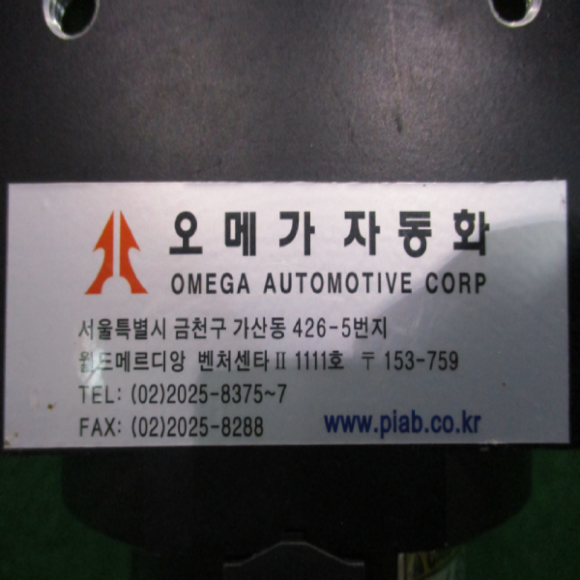 오메가 자동화
OMEGA AUTOMOTIVE CORP
서울특별시 금천구 가산동 426-5번지
월드메르디앙 벤처센타 II 1111호 〒 153-759
TEL: (02)2025-8375~7
FAX: (02)2025-8288 www.piab.co.kr